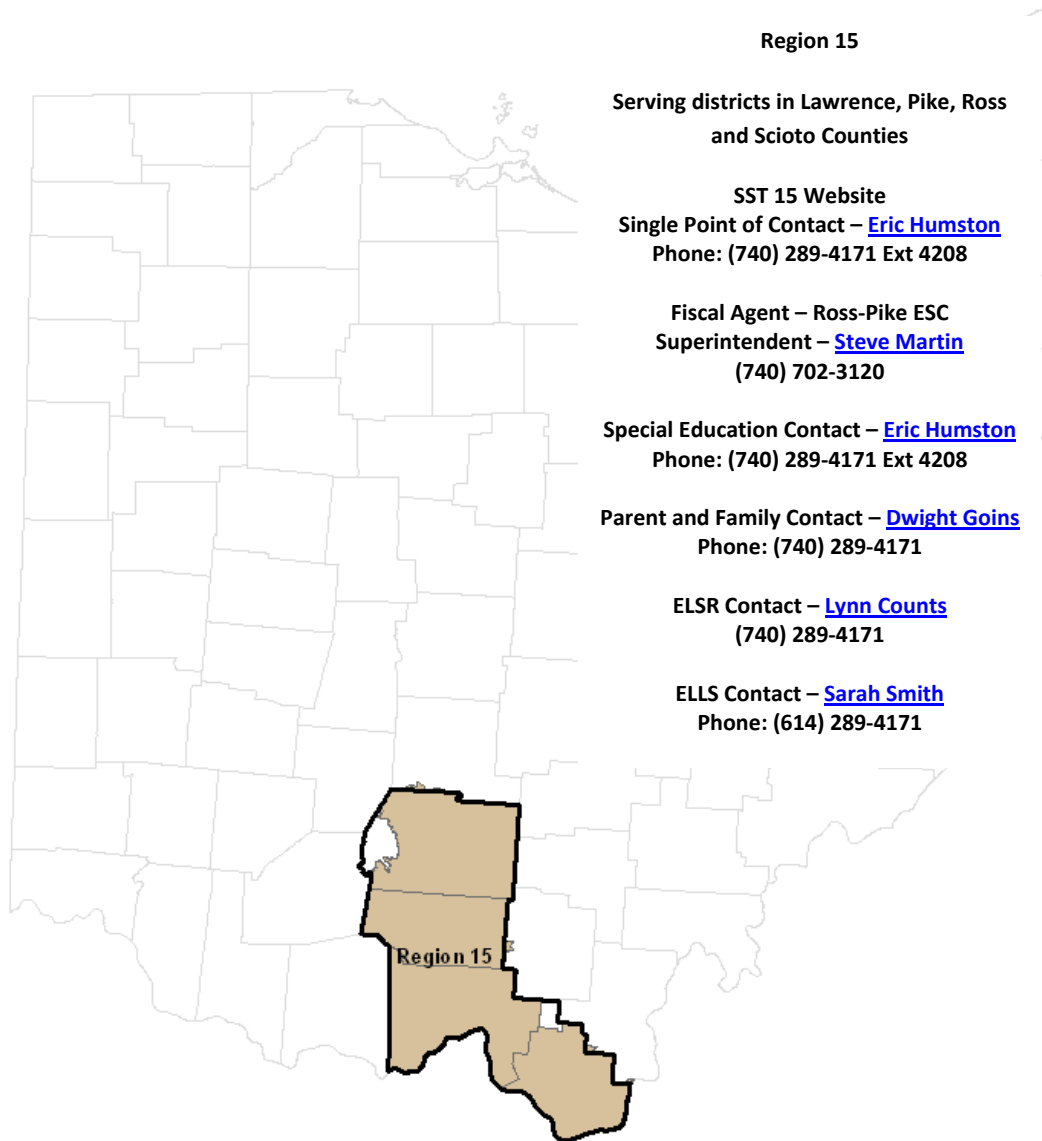 Region 15
Serving districts in Lawrence, Pike, Ross
and Scioto Counties
SST 15 Website
Single Point of Contact – Eric Humston
Phone: (740) 289-4171 Ext 4208
Fiscal Agent – Ross-Pike ESC
Superintendent – Steve Martin
(740) 702-3120
Special Education Contact – Eric Humston
Phone: (740) 289-4171 Ext 4208
Parent and Family Contact – Dwight Goins
Phone: (740) 289-4171
ELSR Contact – Lynn Counts
(740) 289-4171
ELLS Contact – Sarah Smith
Phone: (614) 289-4171
Region 15